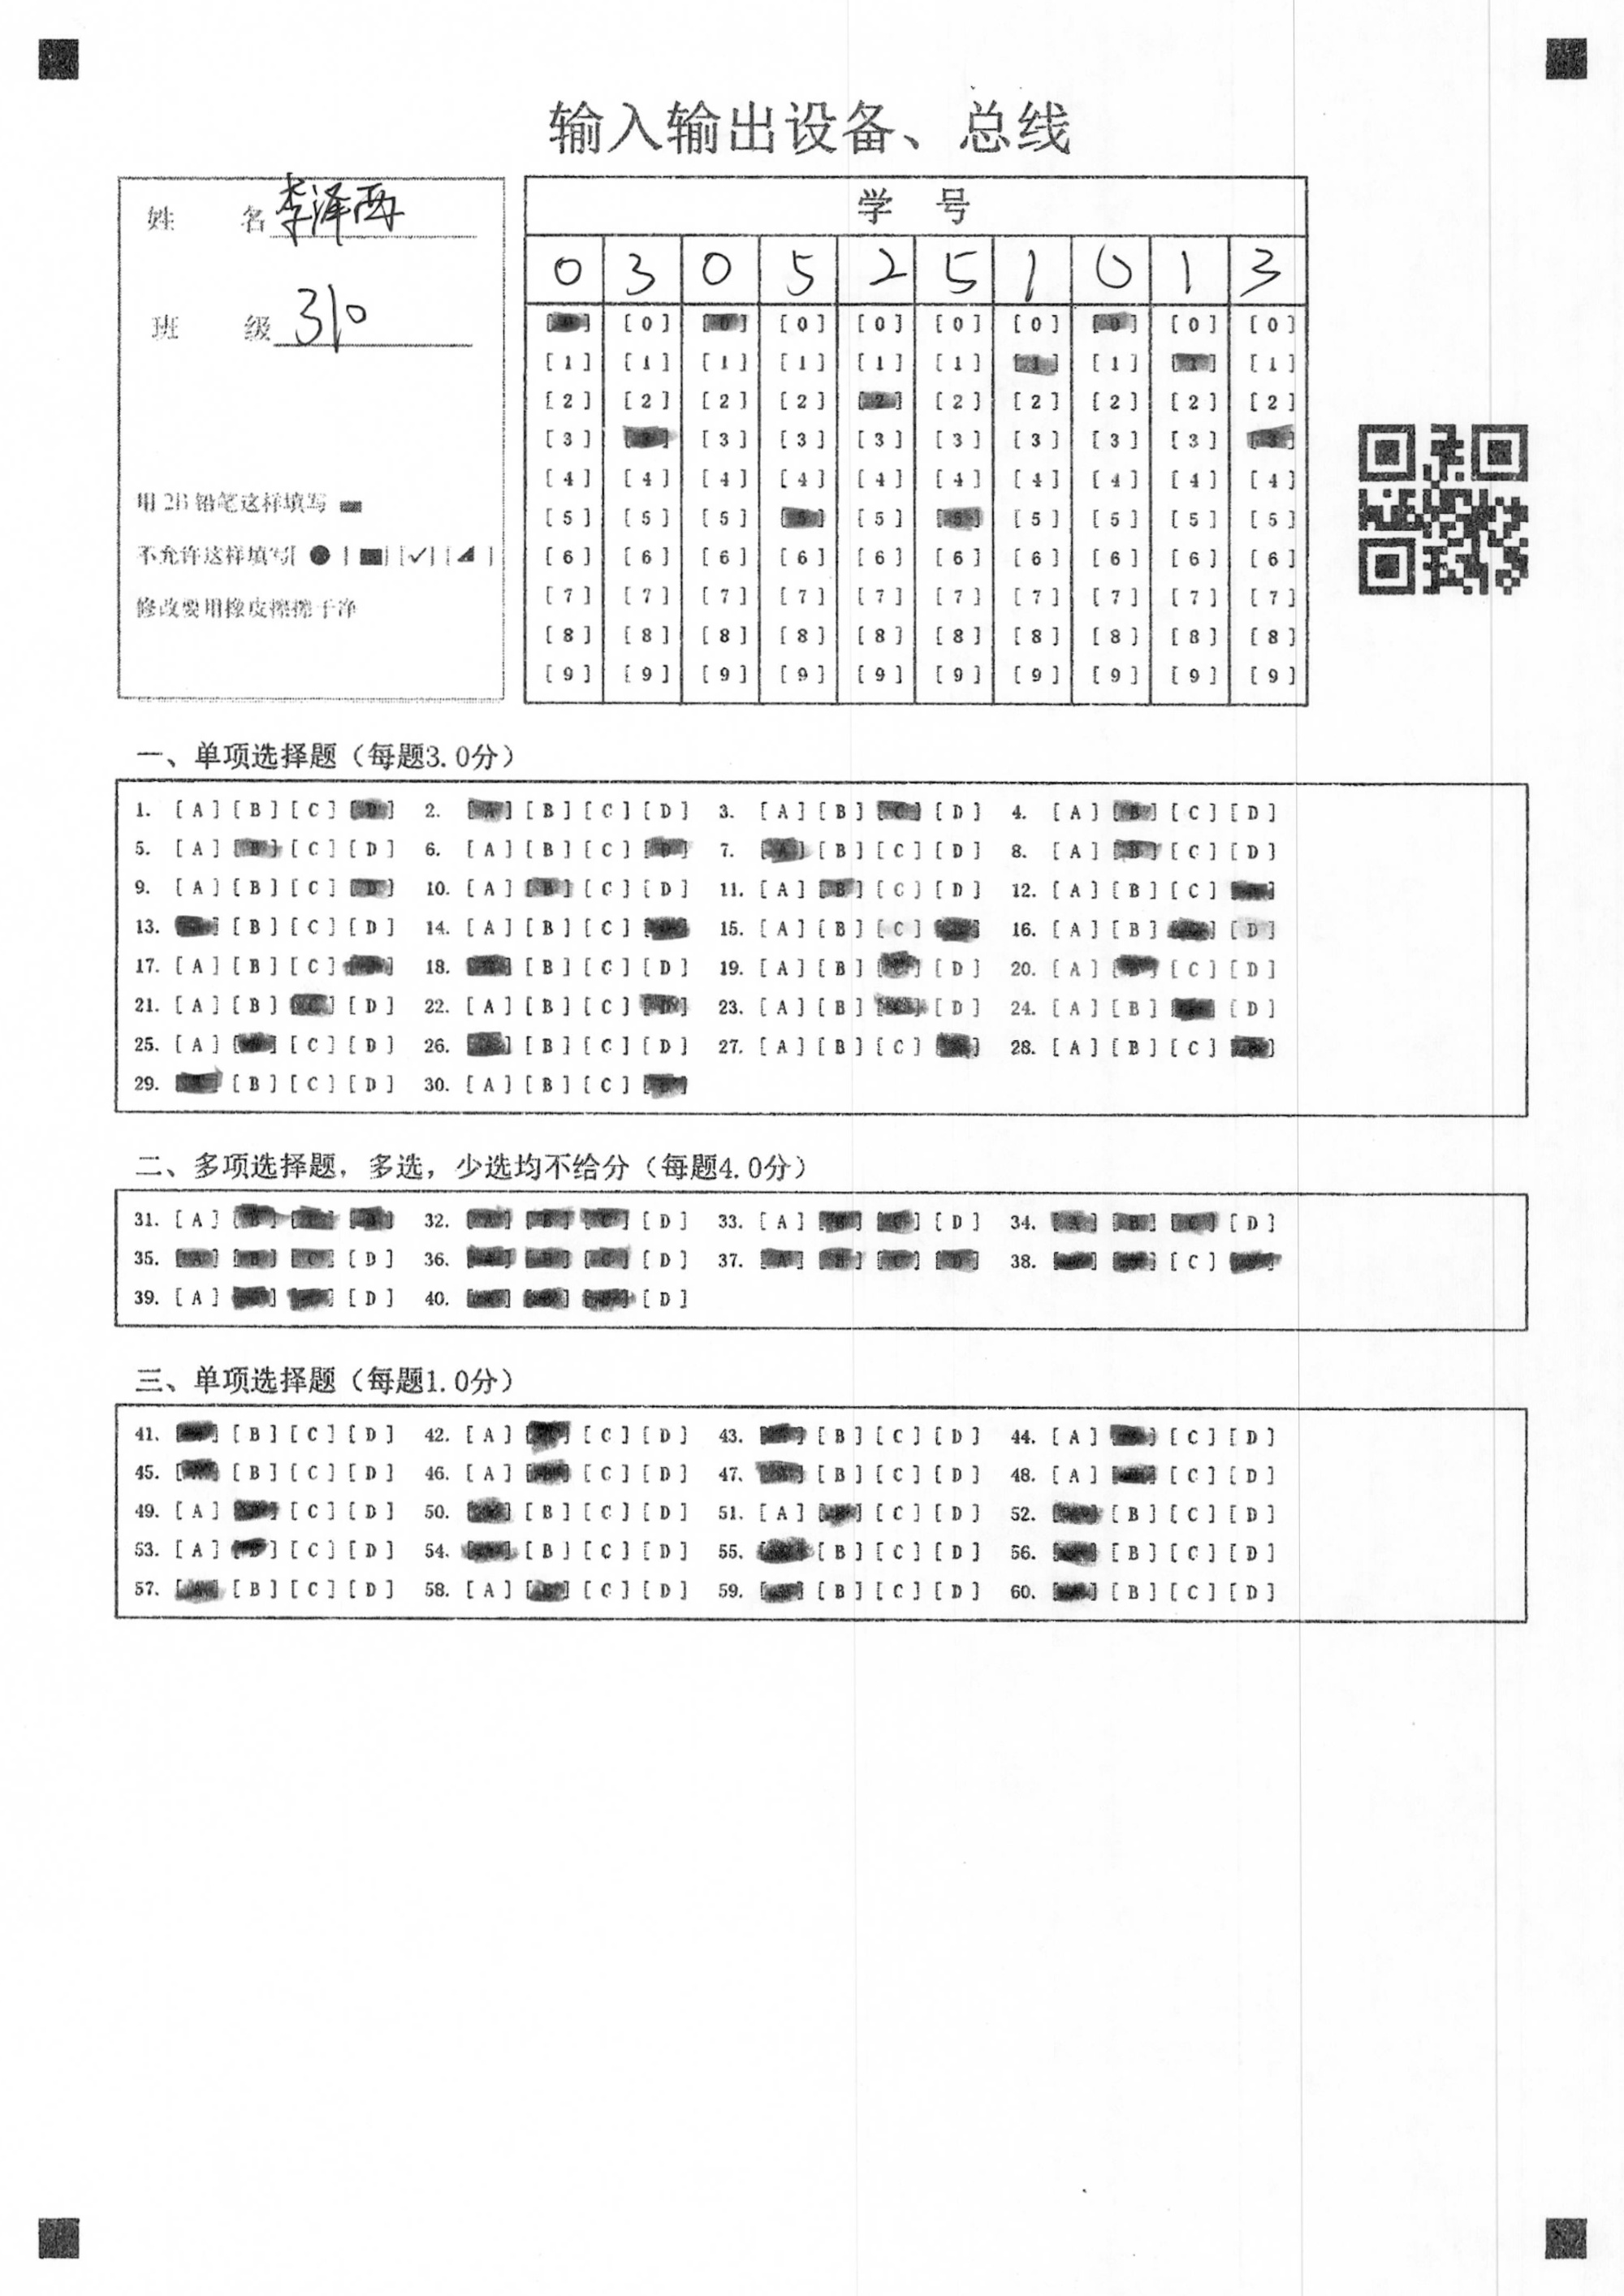 输入输出设备、总线
姓 名 李泽西
班 级 310
用 2B 铅笔这样填写
不允许这样填写[ ] [ ] [✓] [ ]
修改要用橡皮擦擦干净
学 号
0 3 0 5 2 5 1 0 1 3
[0] [0] [0] [0] [0] [0] [0]
[1] [1] [1] [1] [1] [1] [1] [1] [1] [1]
[2] [2] [2] [2] [2] [2] [2] [2] [2] [2]
[3] [3] [3] [3] [3] [3] [3] [3]
[4] [4] [4] [4] [4] [4] [4] [4] [4] [4]
[5] [5] [5] [5] [5] [5] [5] [5] [5] [5]
[6] [6] [6] [6] [6] [6] [6] [6] [6] [6]
[7] [7] [7] [7] [7] [7] [7] [7] [7] [7]
[8] [8] [8] [8] [8] [8] [8] [8] [8] [8]
[9] [9] [9] [9] [9] [9] [9] [9] [9] [9]
一、单项选择题（每题3.0分）
1. [A] [B] [C] [D] 2. [A] [B] [C] [D] 3. [A] [B] [C] [D] 4. [A] [B] [C] [D]
5. [A] [B] [C] [D] 6. [A] [B] [C] [D] 7. [A] [B] [C] [D] 8. [A] [B] [C] [D]
9. [A] [B] [C] [D] 10. [A] [B] [C] [D] 11. [A] [B] [C] [D] 12. [A] [B] [C]
13. [B] [C] [D] 14. [A] [B] [C] 15. [A] [B] [C] 16. [A] [B] [D]
17. [A] [B] [C] 18. [B] [C] [D] 19. [A] [B] [C] [D] 20. [A] [C] [D]
21. [A] [B] [C] [D] 22. [A] [B] [C] [D] 23. [A] [B] [D] 24. [A] [B] [D]
25. [A] [C] [D] 26. [B] [C] [D] 27. [A] [B] [C] 28. [A] [B] [C]
29. [B] [C] [D] 30. [A] [B] [C]
二、多项选择题，多选，少选均不给分（每题4.0分）
31. [A] [B] [D] 32. [A] [B] [C] [D] 33. [A] [B] [C] [D] 34. [A] [B] [C] [D]
35. [A] [B] [C] [D] 36. [A] [B] [C] [D] 37. [A] [B] [C] [D] 38. [C]
39. [A] [D] 40. [D]
三、单项选择题（每题1.0分）
41. [B] [C] [D] 42. [A] [C] [D] 43. [B] [C] [D] 44. [A] [C] [D]
45. [B] [C] [D] 46. [A] [C] [D] 47. [B] [C] [D] 48. [A] [C] [D]
49. [A] [C] [D] 50. [B] [C] [D] 51. [A] [C] [D] 52. [B] [C] [D]
53. [A] [C] [D] 54. [B] [C] [D] 55. [B] [C] [D] 56. [B] [C] [D]
57. [B] [C] [D] 58. [A] [C] [D] 59. [B] [C] [D] 60. [B] [C] [D]